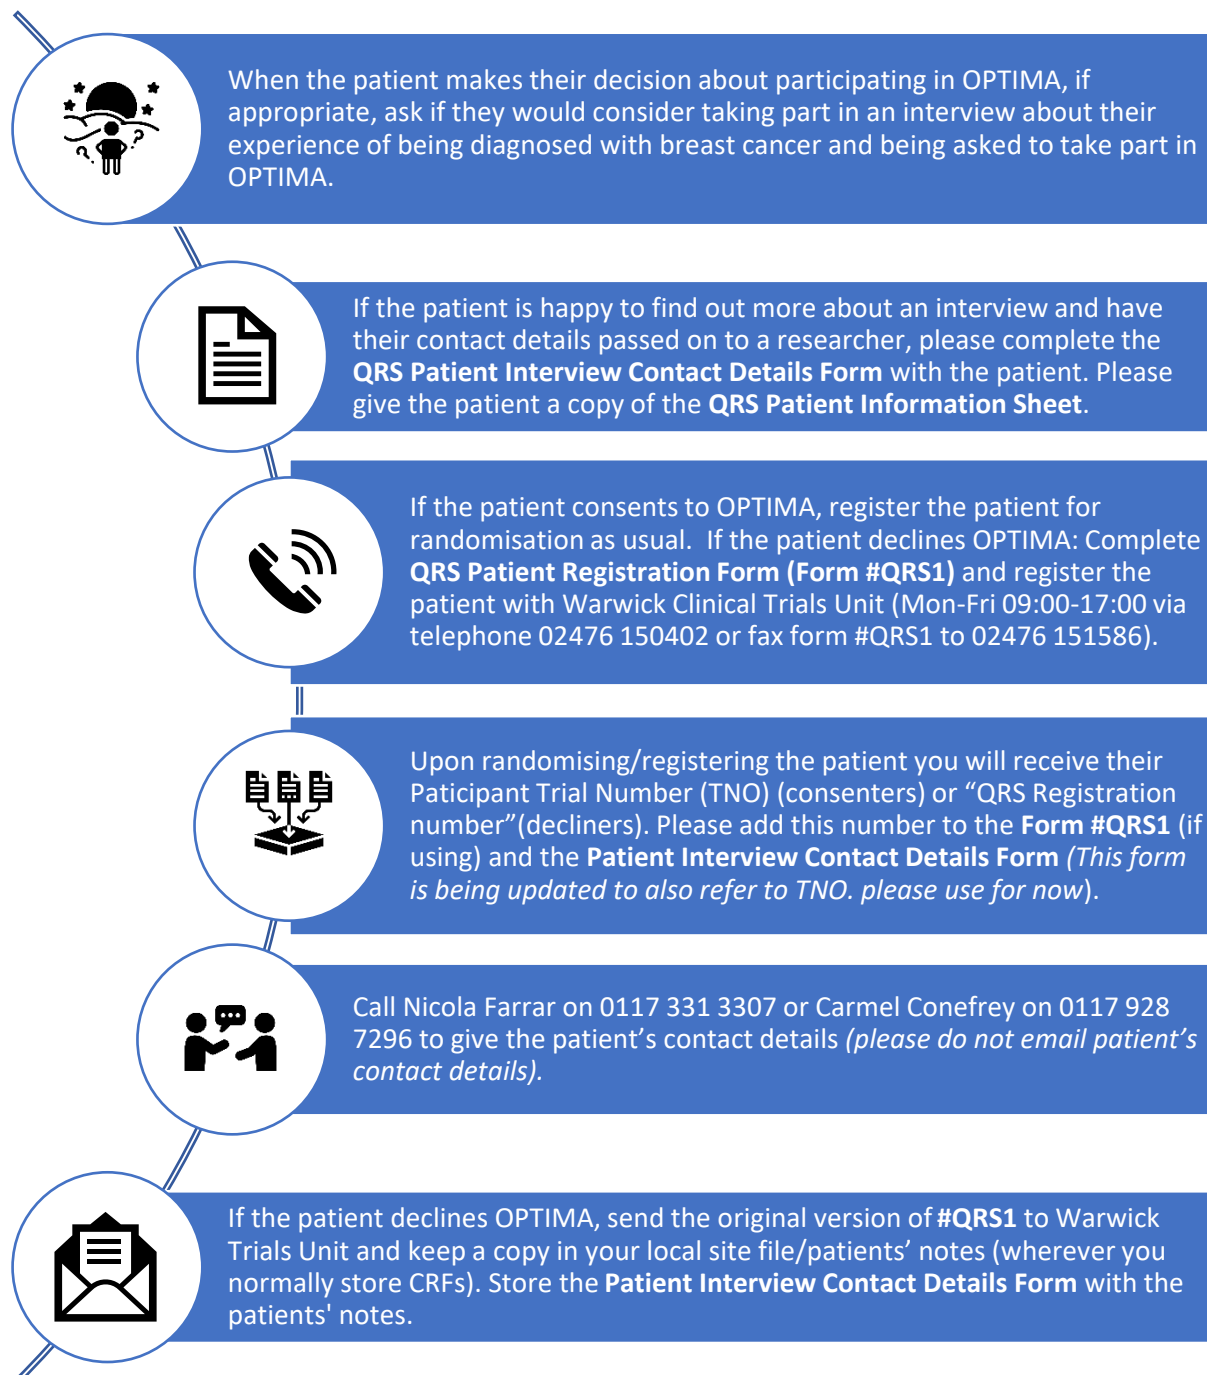 When the patient makes their decision about participating in OPTIMA, if
appropriate, ask if they would consider taking part in an interview about their
experience of being diagnosed with breast cancer and being asked to take part in
OPTIMA.
If the patient is happy to find out more about an interview and have
their contact details passed on to a researcher, please complete the
QRS Patient Interview Contact Details Form with the patient. Please
give the patient a copy of the QRS Patient Information Sheet.
If the patient consents to OPTIMA, register the patient for
randomisation as usual.  If the patient declines OPTIMA: Complete
QRS Patient Registration Form (Form #QRS1) and register the
patient with Warwick Clinical Trials Unit (Mon-Fri 09:00-17:00 via
telephone 02476 150402 or fax form #QRS1 to 02476 151586).
Upon randomising/registering the patient you will receive their
Paticipant Trial Number (TNO) (consenters) or “QRS Registration
number”(decliners). Please add this number to the Form #QRS1 (if
using) and the Patient Interview Contact Details Form (This form
is being updated to also refer to TNO. please use for now).
Call Nicola Farrar on 0117 331 3307 or Carmel Conefrey on 0117 928
7296 to give the patient’s contact details (please do not email patient’s
contact details).
If the patient declines OPTIMA, send the original version of #QRS1 to Warwick
Trials Unit and keep a copy in your local site file/patients’ notes (wherever you
normally store CRFs). Store the Patient Interview Contact Details Form with the
patients' notes.